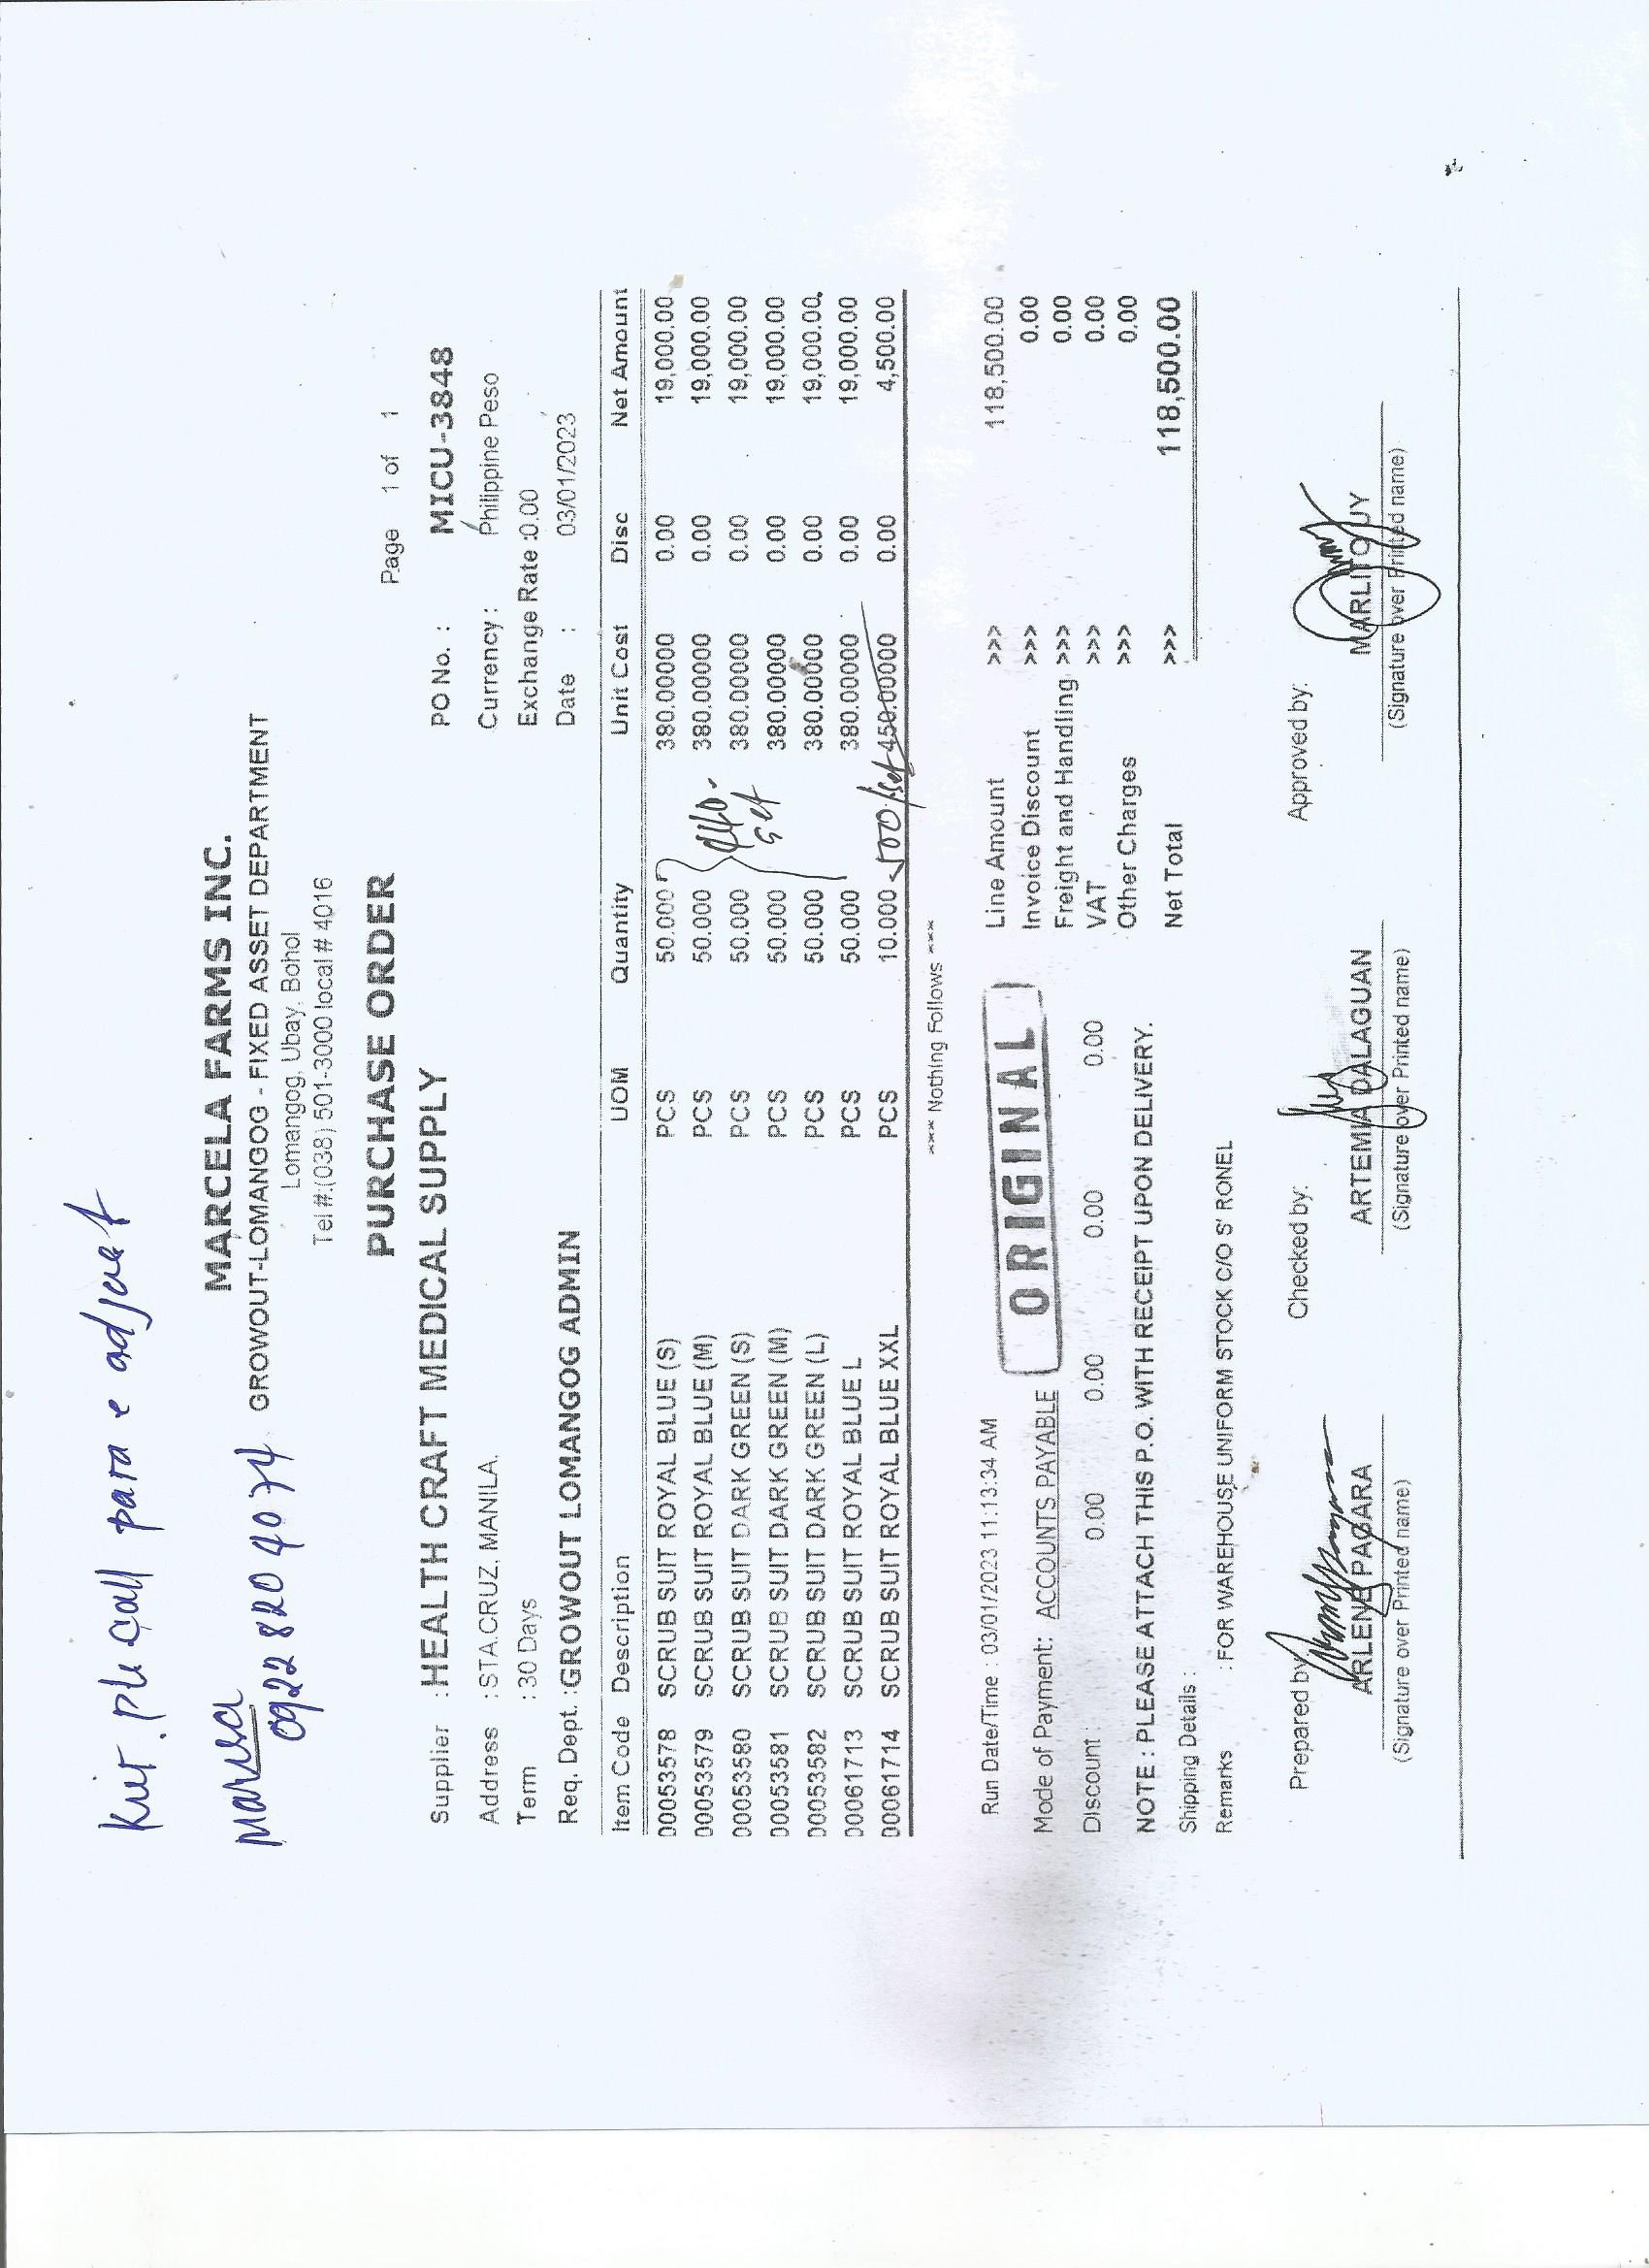 Kur. pls call para e adjust
Marusa
0922 820 4074
MARCELA FARMS INC.
GROWOUT-LOMANGOG - FIXED ASSET DEPARTMENT
Lomangog, Ubay, Bohol
Tel #:(038) 501-3000 local # 4016
PURCHASE ORDER
Page 1 of 1
Supplier : HEALTH CRAFT MEDICAL SUPPLY PO No. : MICU-3848
Address : STA.CRUZ, MANILA. Currency : Philippine Peso
Term : 30 Days Exchange Rate :0.00
Req. Dept. :GROWOUT LOMANGOG ADMIN Date : 03/01/2023
Item Code Description UOM Quantity Unit Cost Disc Net Amount
00053578 SCRUB SUIT ROYAL BLUE (S) PCS 50.000 380.00000 0.00 19,000.00
00053579 SCRUB SUIT ROYAL BLUE (M) PCS 50.000 380.00000 0.00 19,000.00
00053580 SCRUB SUIT DARK GREEN (S) PCS 50.000 380.00000 0.00 19,000.00
00053581 SCRUB SUIT DARK GREEN (M) PCS 50.000 380.00000 0.00 19,000.00
00053582 SCRUB SUIT DARK GREEN (L) PCS 50.000 380.00000 0.00 19,000.00
00061713 SCRUB SUIT ROYAL BLUE L PCS 50.000 380.00000 0.00 19,000.00
00061714 SCRUB SUIT ROYAL BLUE XXL PCS 10.000 500/set 450.00000 0.00 4,500.00
440.
set
*** Nothing Follows ***
Run Date/Time : 03/01/2023 11:13:34 AM Line Amount >>> 118,500.00
ORIGINAL
Mode of Payment: ACCOUNTS PAYABLE Invoice Discount >>> 0.00
Freight and Handling >>> 0.00
Discount : 0.00 0.00 0.00 0.00 VAT >>> 0.00
Other Charges >>> 0.00
NOTE : PLEASE ATTACH THIS P.O. WITH RECEIPT UPON DELIVERY.
Net Total >>> 118,500.00
Shipping Details :
Remarks : FOR WAREHOUSE UNIFORM STOCK C/O S' RONEL
Prepared by: Checked by: Approved by:
ARLENE PAGARA ARTEMIA DALAGUAN MARLITO UY
(Signature over Printed name) (Signature over Printed name) (Signature over Printed name)